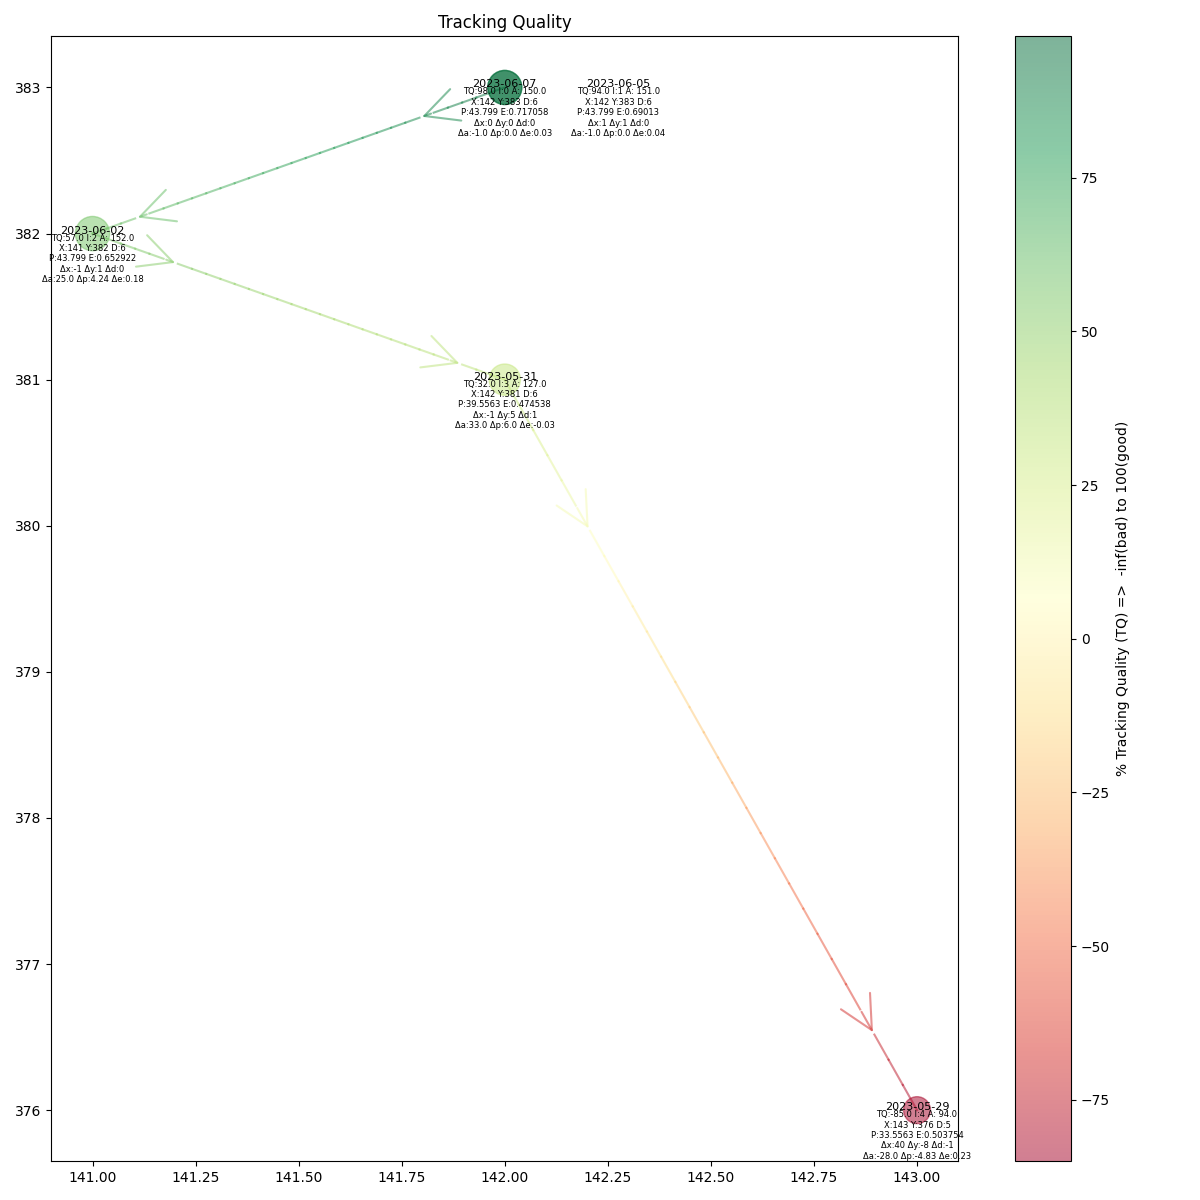 Tracking Quality
383
382
381
380
379
378
377
376
2023-06-07
TQ:98.0 I:0 A: 150.0
X:142 Y:383 D:6
P:43.799 E:0.717058
Δx:0 Δy:0 Δd:0
Δa:-1.0 Δp:0.0 Δe:0.03
2023-06-05
TQ:94.0 I:1 A: 151.0
X:142 Y:383 D:6
P:43.799 E:0.69013
Δx:1 Δy:1 Δd:0
Δa:-1.0 Δp:0.0 Δe:0.04
2023-06-02
TQ:57.0 I:2 A: 152.0
X:141 Y:382 D:6
P:43.799 E:0.652922
Δx:-1 Δy:1 Δd:0
Δa:25.0 Δp:4.24 Δe:0.18
2023-05-31
TQ:32.0 I:3 A: 127.0
X:142 Y:381 D:6
P:39.5563 E:0.474538
Δx:-1 Δy:5 Δd:1
Δa:33.0 Δp:6.0 Δe:-0.03
2023-05-29
TQ:-85.0 I:4 A: 94.0
X:143 Y:376 D:5
P:33.5563 E:0.503754
Δx:40 Δy:-8 Δd:-1
Δa:-28.0 Δp:-4.83 Δe:0.23
141.00 141.25 141.50 141.75 142.00 142.25 142.50 142.75 143.00
75
50
25
0
−25
−50
−75
% Tracking Quality (TQ) =>  -inf(bad) to 100(good)